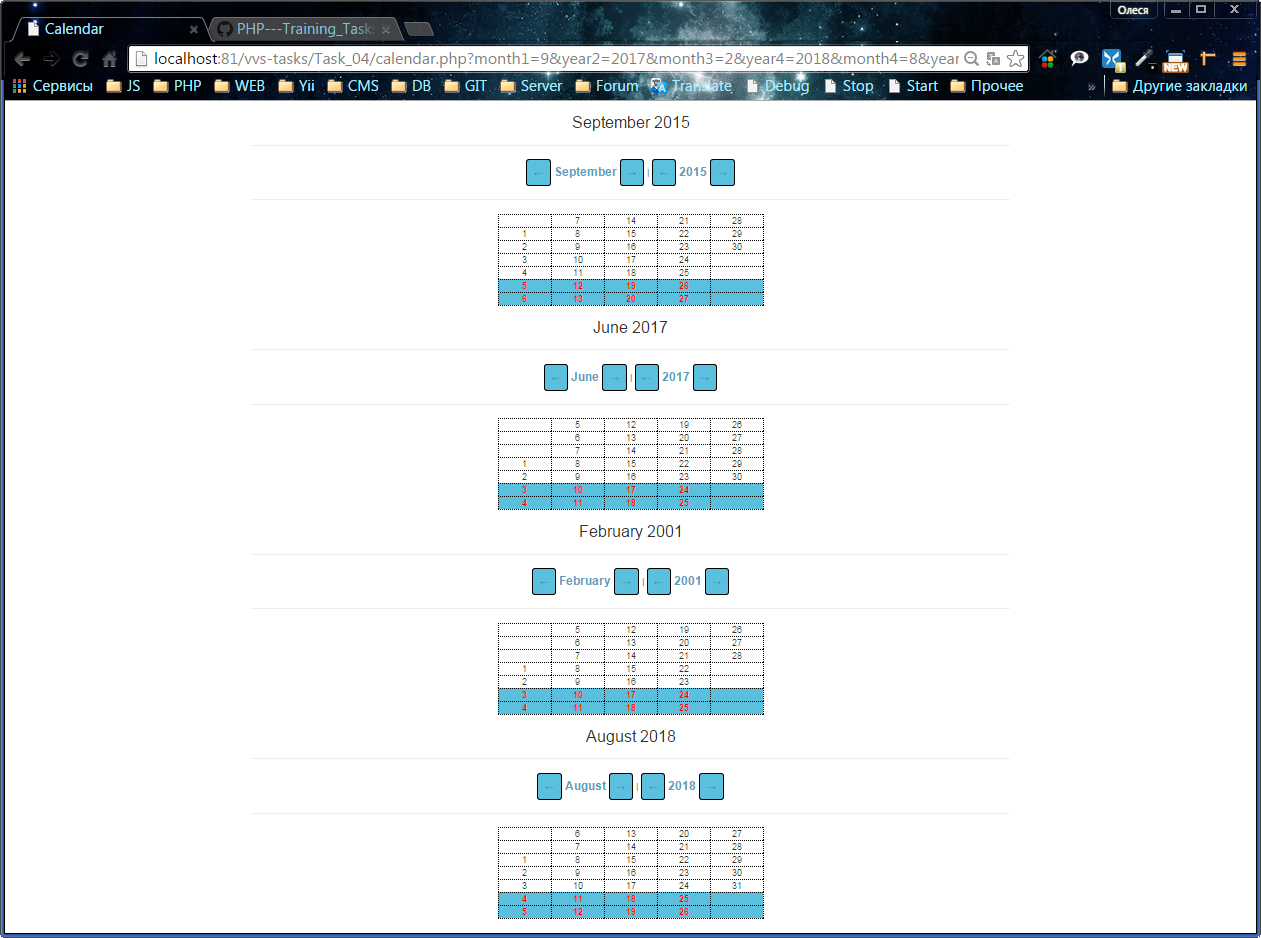 Олеся
Calendar
PHP---Training_Task
localhost:81/vvs-tasks/Task_04/calendar.php?month1=9&year2=2017&month3=2&year4=2018&month4=8&year
NEW
Сервисы JS PHP WEB Yii CMS DB GIT Server Forum Translate Debug Stop Start Прочее » Другие закладки
September 2015
← September → | ← 2015 →
7 14 21 28
1 8 15 22 29
2 9 16 23 30
3 10 17 24
4 11 18 25
5 12 19 26
6 13 20 27
June 2017
← June → | ← 2017 →
5 12 19 26
6 13 20 27
7 14 21 28
1 8 15 22 29
2 9 16 23 30
3 10 17 24
4 11 18 25
February 2001
← February → | ← 2001 →
5 12 19 26
6 13 20 27
7 14 21 28
1 8 15 22
2 9 16 23
3 10 17 24
4 11 18 25
August 2018
← August → | ← 2018 →
6 13 20 27
7 14 21 28
1 8 15 22 29
2 9 16 23 30
3 10 17 24 31
4 11 18 25
5 12 19 26